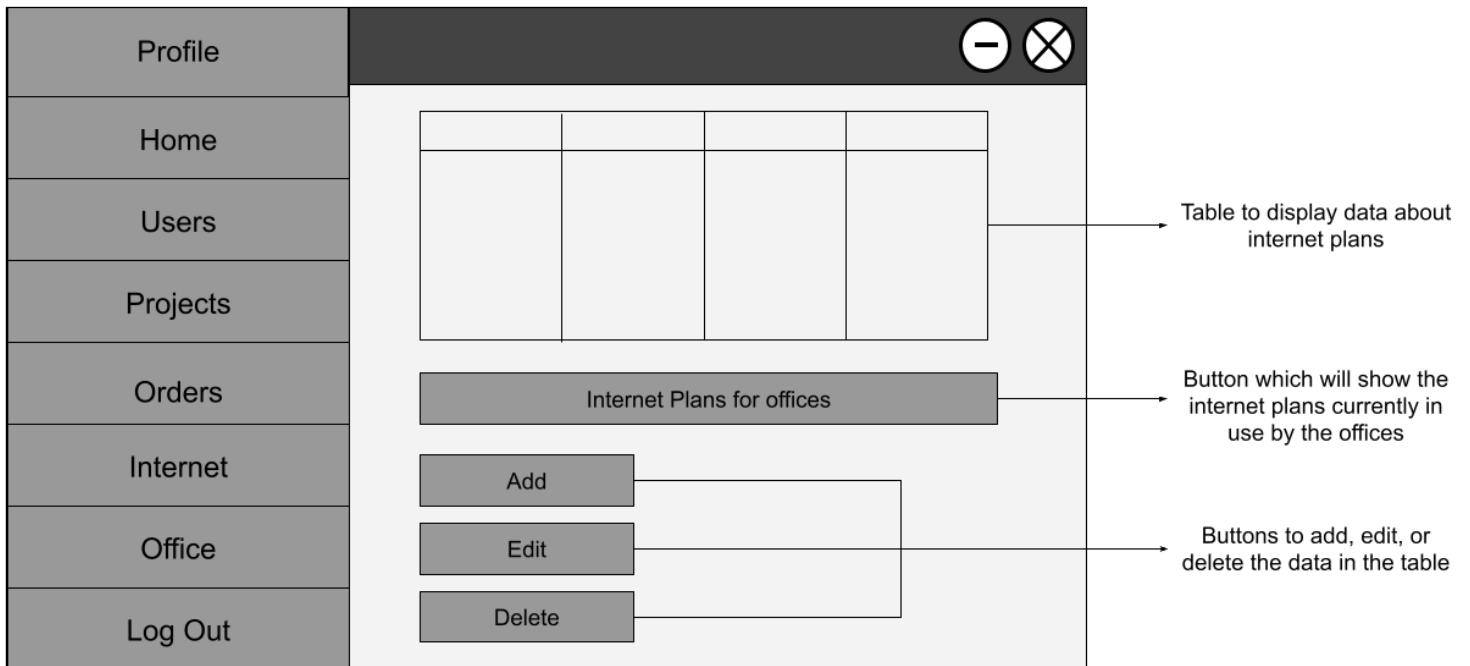 Profile
Home
Users
Projects
Orders
Internet
Office
Log Out
Internet Plans for offices
Add
Edit
Delete
Table to display data about
internet plans
Button which will show the
internet plans currently in
use by the offices
Buttons to add, edit, or
delete the data in the table